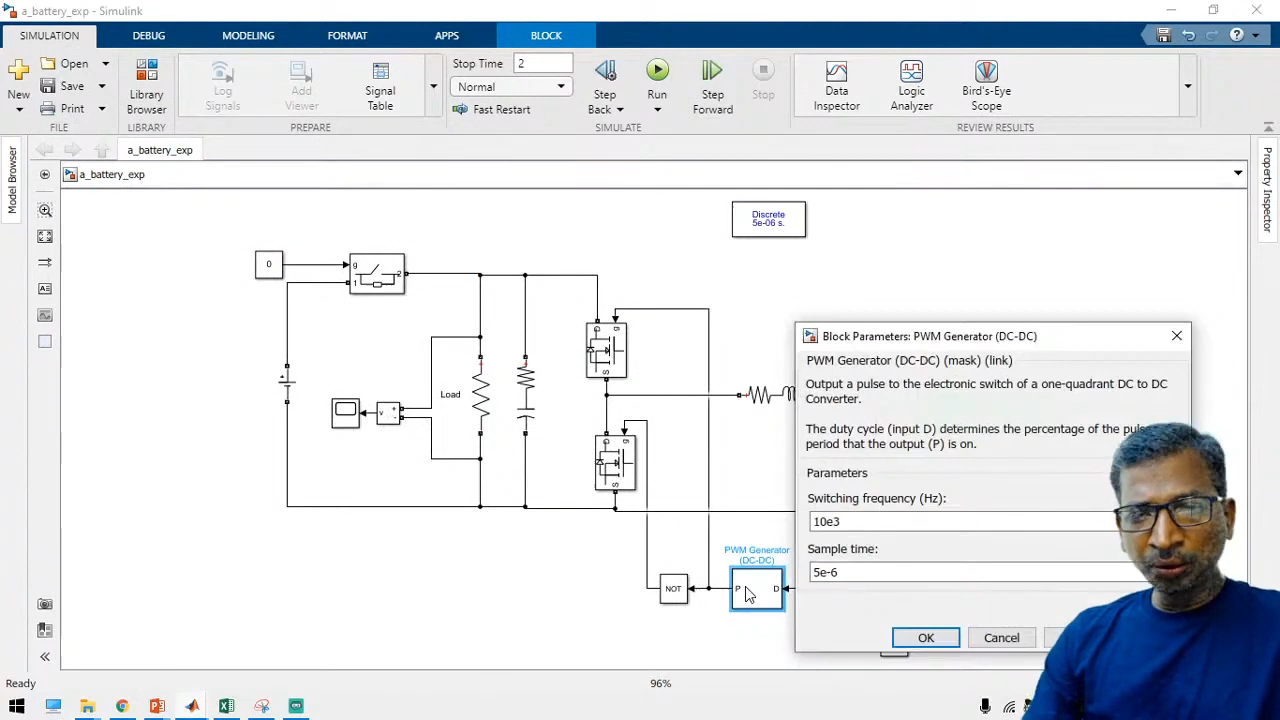 a_battery_exp - Simulink
SIMULATION
DEBUG
MODELING
FORMAT
APPS
BLOCK
New
Open
Save
Print
FILE
Library
Browser
LIBRARY
Log
Signals
Add
Viewer
Signal
Table
PREPARE
Stop Time
2
Normal
Fast Restart
Step
Back
Run
Step
Forward
Stop
SIMULATE
Data
Inspector
Logic
Analyzer
Bird's-Eye
Scope
REVIEW RESULTS
a_battery_exp
a_battery_exp
Model Browser
Property Inspector
Discrete
5e-06 s.
0
g
1
2
Load
v
+
-
g
S
g
S
NOT
PWM Generator
(DC-DC)
P
D
Block Parameters: PWM Generator (DC-DC)
PWM Generator (DC-DC) (mask) (link)
Output a pulse to the electronic switch of a one-quadrant DC to DC
Converter.
The duty cycle (input D) determines the percentage of the
period that the output (P) is on.
Parameters
Switching frequency (Hz):
10e3
Sample time:
5e-6
OK
Cancel
Ready
96%